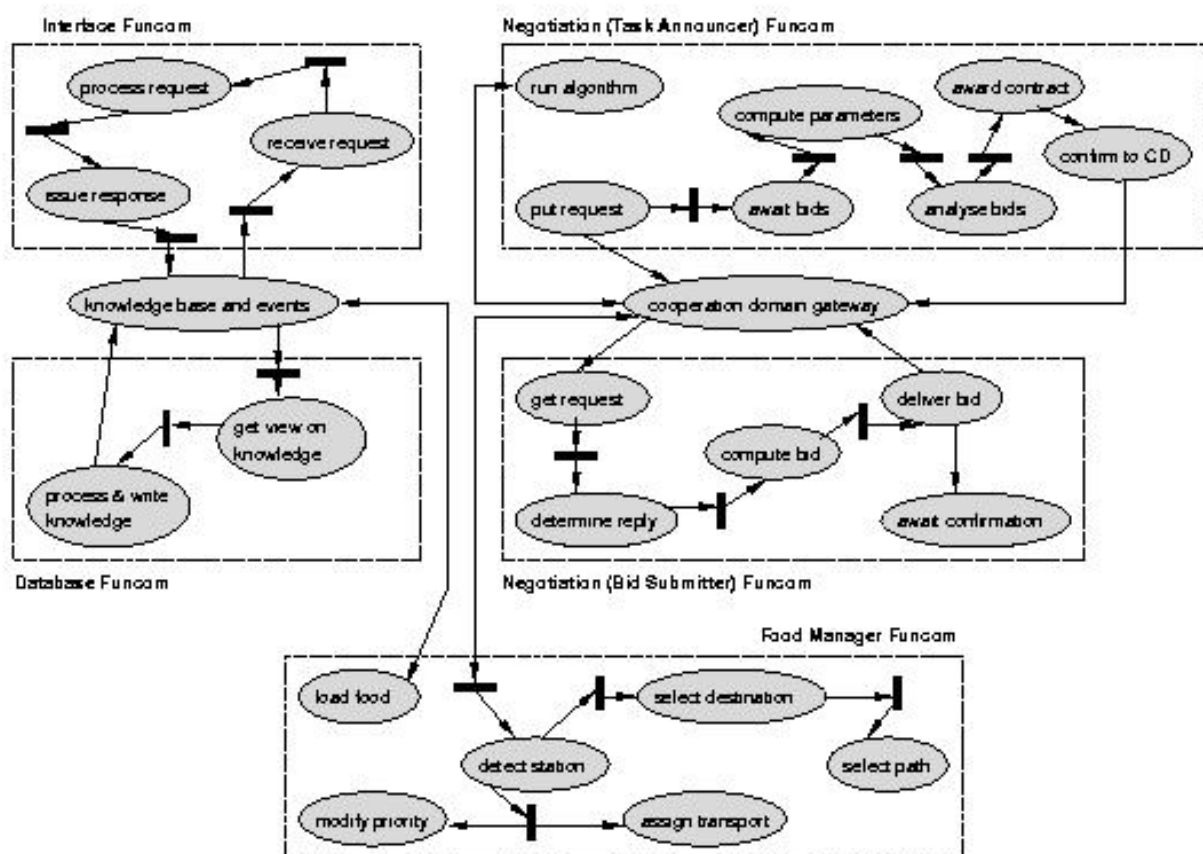 Interface Funcom
process request
receive request
issue response
Negotiation (Task Announcer) Funcom
run algorithm
award contract
compute parameters
confirm to CD
put request
await bids
analyse bids
knowledge base and events
cooperation domain gateway
get view on
knowledge
process & write
knowledge
Database Funcom
get request
deliver bid
compute bid
determine reply
await confirmation
Negotiation (Bid Submitter) Funcom
Food Manager Funcom
load food
select destination
detect station
select path
modify priority
assign transport